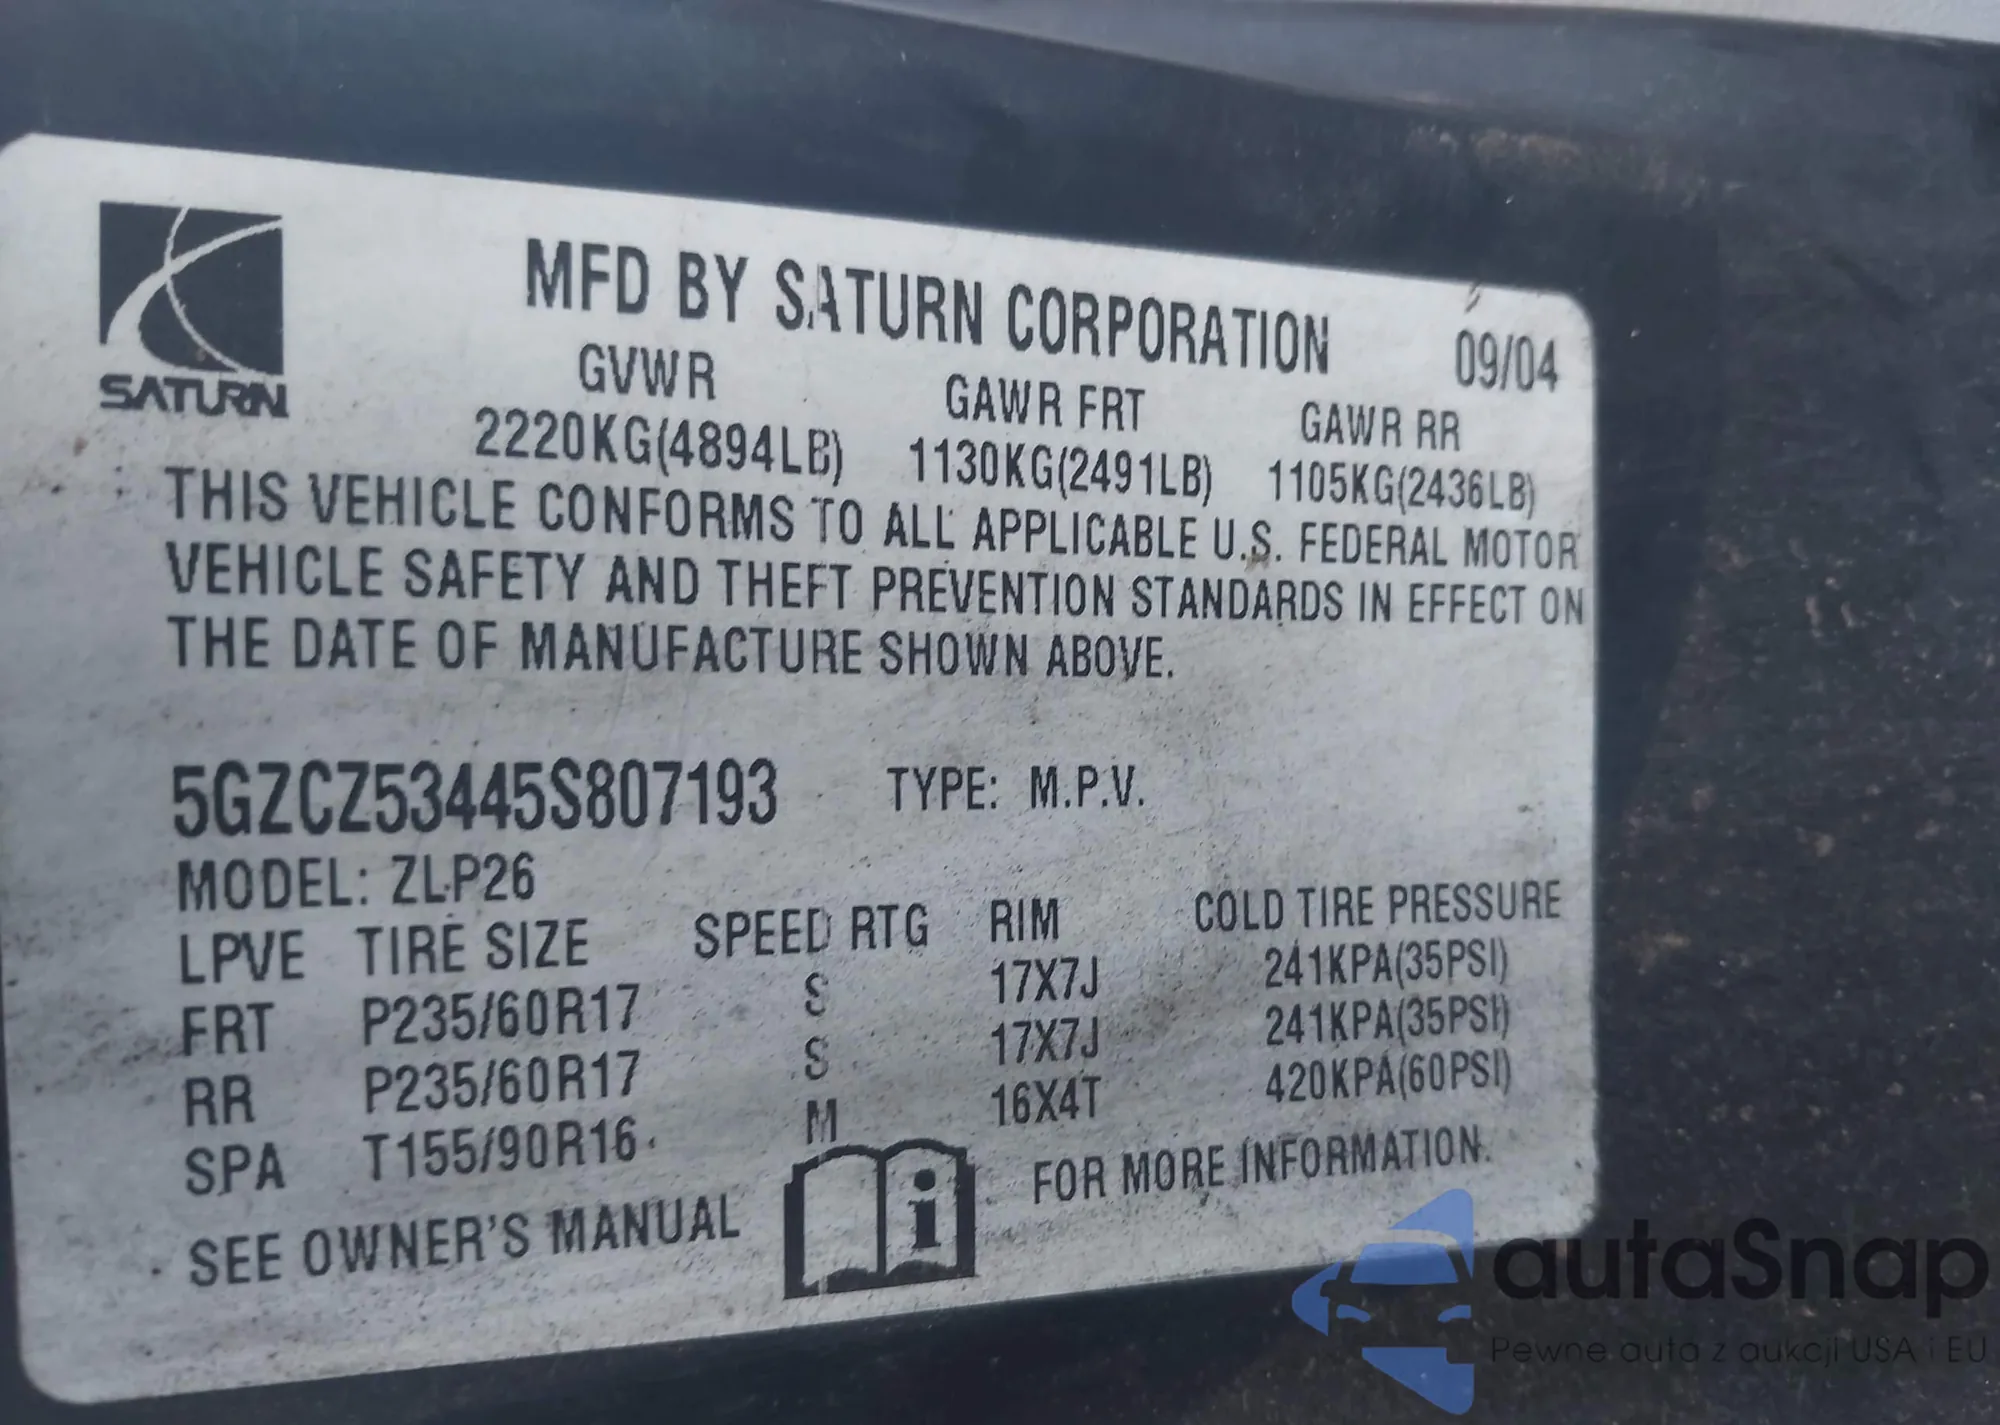 SATURN
MFD BY SATURN CORPORATION 09/04
GVWR GAWR FRT GAWR RR
2220KG(4894LB) 1130KG(2491LB) 1105KG(2436LB)
THIS VEHICLE CONFORMS TO ALL APPLICABLE U.S. FEDERAL MOTOR
VEHICLE SAFETY AND THEFT PREVENTION STANDARDS IN EFFECT ON
THE DATE OF MANUFACTURE SHOWN ABOVE.
5GZCZ53445S807193 TYPE: M.P.V.
MODEL: ZLP26
LPVE TIRE SIZE SPEED RTG RIM COLD TIRE PRESSURE
FRT P235/60R17 S 17X7J 241KPA(35PSI)
RR P235/60R17 S 17X7J 241KPA(35PSI)
SPA T155/90R16 M 16X4T 420KPA(60PSI)
SEE OWNER'S MANUAL i FOR MORE INFORMATION.
autaSnap
Pewne auta z aukcji USA i EU